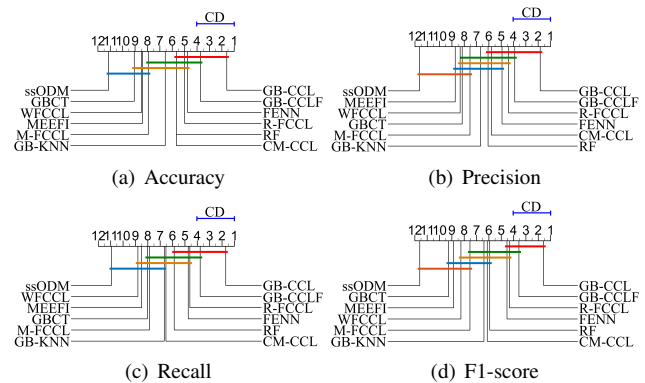 CD
12 11 10 9 8 7 6 5 4 3 2 1
ssODM GB-CCL
GBCT GB-CCLF
WFCCL FENN
MEEFI R-FCCL
M-FCCL RF
GB-KNN CM-CCL
(a) Accuracy
CD
12 11 10 9 8 7 6 5 4 3 2 1
ssODM GB-CCL
MEEFI GB-CCLF
WFCCL R-FCCL
GBCT FENN
M-FCCL CM-CCL
GB-KNN RF
(b) Precision
CD
12 11 10 9 8 7 6 5 4 3 2 1
ssODM GB-CCL
WFCCL GB-CCLF
MEEFI R-FCCL
GBCT FENN
M-FCCL RF
GB-KNN CM-CCL
(c) Recall
CD
12 11 10 9 8 7 6 5 4 3 2 1
ssODM GB-CCL
GBCT GB-CCLF
MEEFI R-FCCL
WFCCL FENN
M-FCCL RF
GB-KNN CM-CCL
(d) F1-score